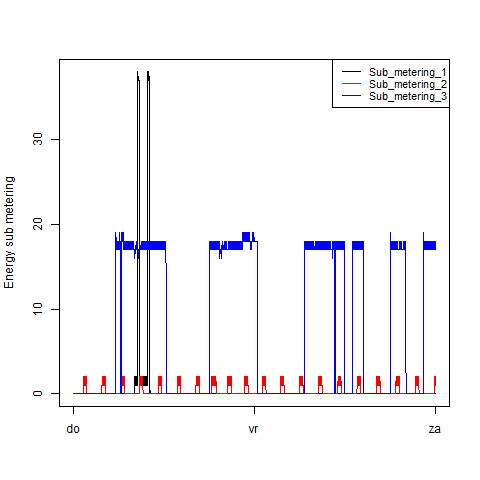 Sub_metering_1
Sub_metering_2
Sub_metering_3
Energy sub metering
30
20
10
0
do vr za